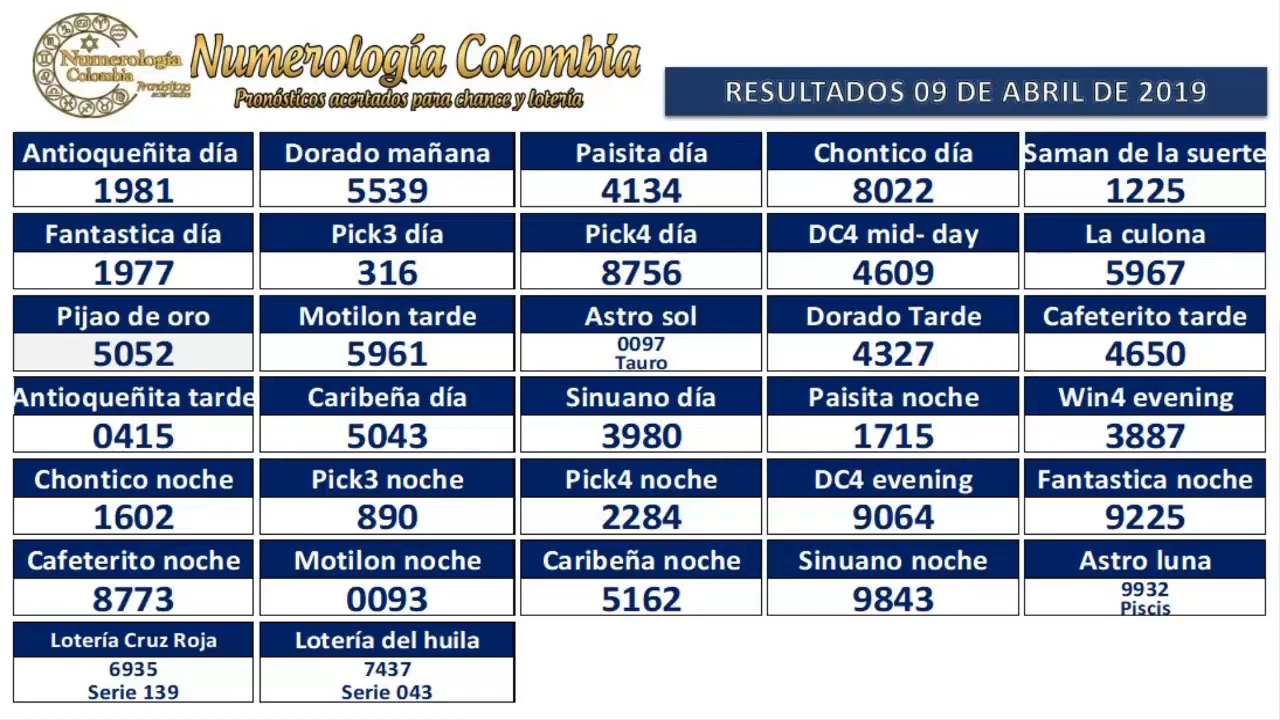 Numerología
Colombia
Pronósticos
Numerología Colombia
Pronósticos acertados para chance y lotería
RESULTADOS 09 DE ABRIL DE 2019
Antioqueñita día Dorado mañana Paisita día Chontico día Saman de la suerte
1981 5539 4134 8022 1225
Fantastica día Pick3 día Pick4 día DC4 mid- day La culona
1977 316 8756 4609 5967
Pijao de oro Motilon tarde Astro sol Dorado Tarde Cafeterito tarde
5052 5961 0097 4327 4650
Tauro
Antioqueñita tarde Caribeña día Sinuano día Paisita noche Win4 evening
0415 5043 3980 1715 3887
Chontico noche Pick3 noche Pick4 noche DC4 evening Fantastica noche
1602 890 2284 9064 9225
Cafeterito noche Motilon noche Caribeña noche Sinuano noche Astro luna
8773 0093 5162 9843 9932
Piscis
Lotería Cruz Roja Lotería del huila
6935 7437
Serie 139 Serie 043